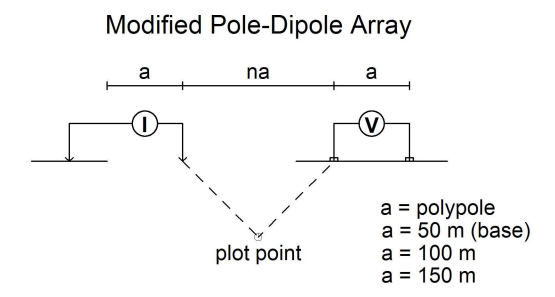 Modified Pole-Dipole Array
a na a
I V
a = polypole
a = 50 m (base)
a = 100 m
a = 150 m
plot point